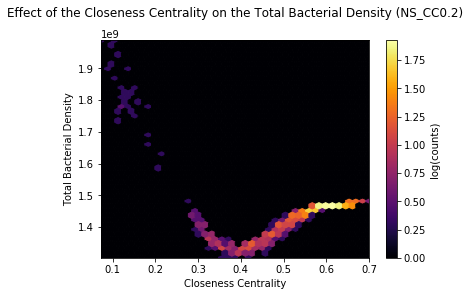 Effect of the Closeness Centrality on the Total Bacterial Density (NS_CC0.2)
1e9
1.9
1.8
1.7
1.6
1.5
1.4
Total Bacterial Density
0.1 0.2 0.3 0.4 0.5 0.6 0.7
Closeness Centrality
1.75
1.50
1.25
1.00
0.75
0.50
0.25
0.00
log(counts)